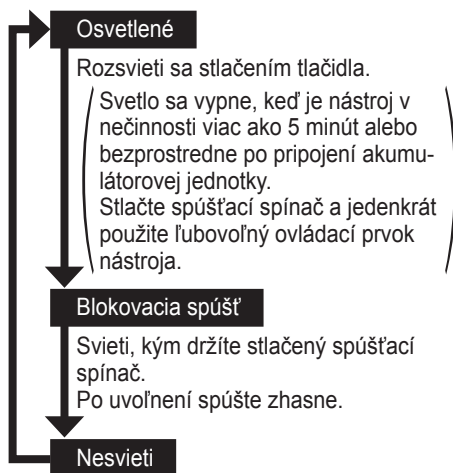 Osvetlené
Rozsvieti sa stlačením tlačidla.
Svetlo sa vypne, keď je nástroj v
nečinnosti viac ako 5 minút alebo
bezprostredne po pripojení akumu-
látorovej jednotky.
Stlačte spúšťací spínač a jedenkrát
použite ľubovoľný ovládací prvok
nástroja.
Blokovacia spúšť
Svieti, kým držíte stlačený spúšťací
spínač.
Po uvoľnení spúšte zhasne.
Nesvieti